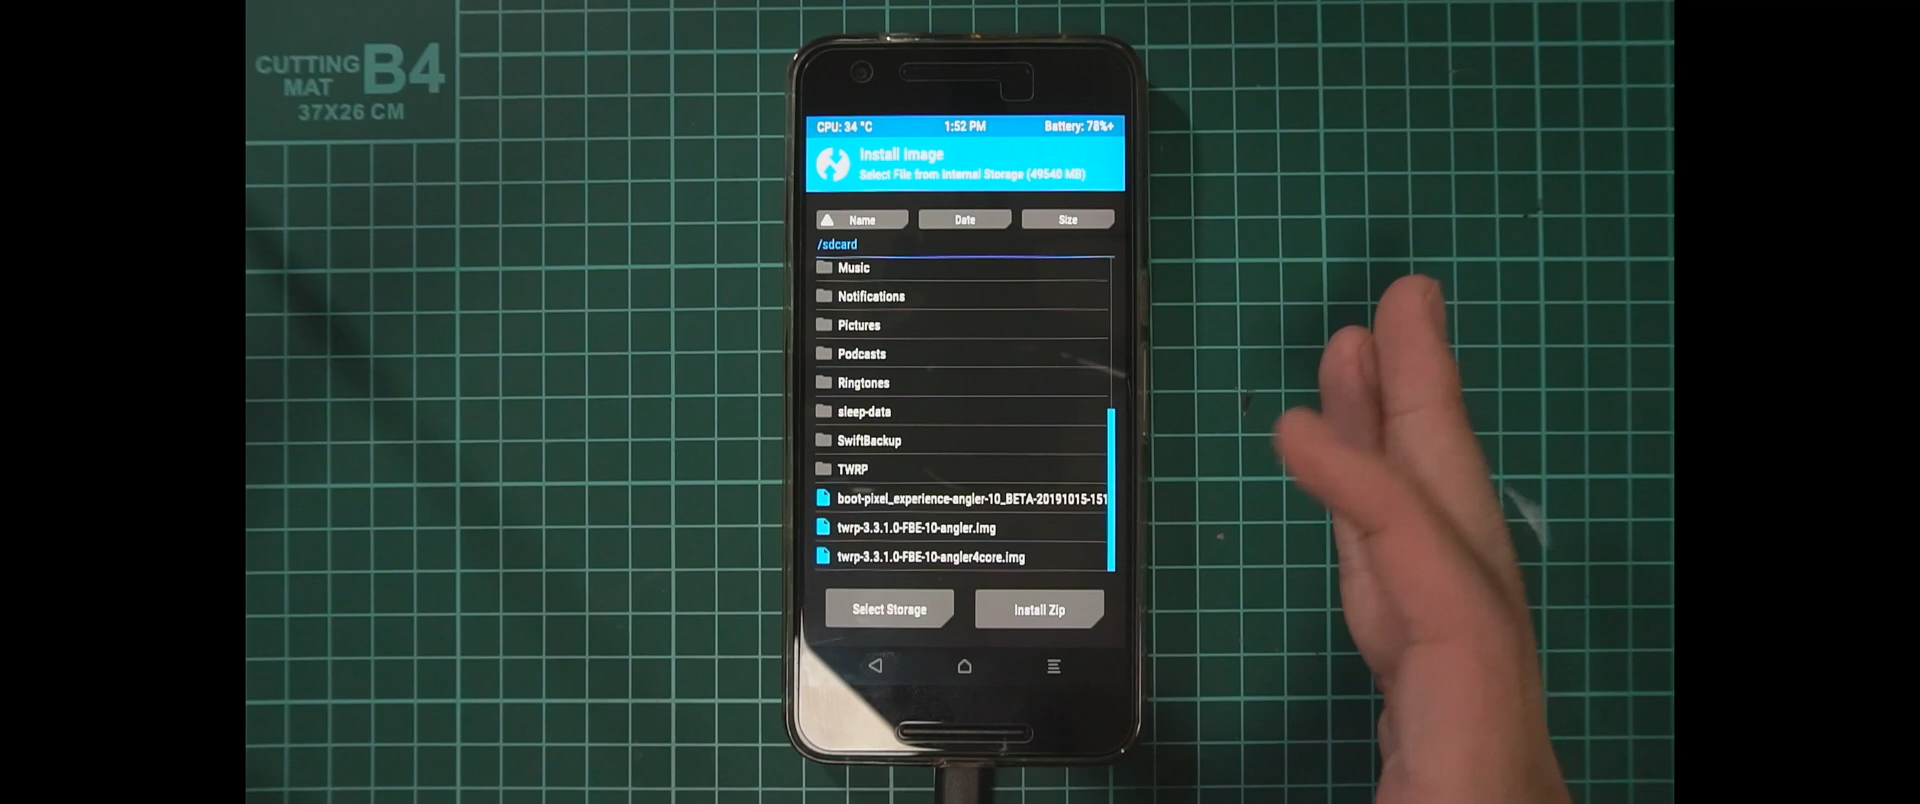 CUTTING
MAT
B4
37X26 CM
CPU: 34 °C
1:52 PM
Battery: 78%+
Install Image
Select File from Internal Storage (49540 MB)
Name
Date
Size
/sdcard
Music
Notifications
Pictures
Podcasts
Ringtones
sleep-data
SwiftBackup
TWRP
boot-pixel_experience-angler-10_BETA-20191015-151
twrp-3.3.1.0-FBE-10-angler.img
twrp-3.3.1.0-FBE-10-angler4core.img
Select Storage
Install Zip